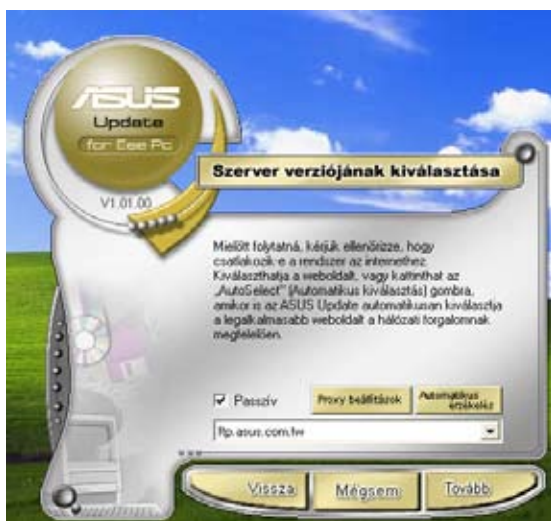 ASUS
Update
for Eee Pc
V1.01.00
Szerver verziójának kiválasztása
Mielőtt folytatná, kérjük ellenőrizze, hogy
csatlakozik-e a rendszer az internethez.
Kiválaszthatja a weboldalt, vagy kattinthat az
„AutoSelect” (Automatikus kiválasztás) gombra,
amikor is az ASUS Update automatikusan kiválasztja
a legalkalmasabb weboldalt a hálózati forgalomnak
megfelelően.
Passzív
Proxy beállítások
Automatikus
érzékelés
ftp.asus.com.tw
Vissza
Mégsem
Tovább